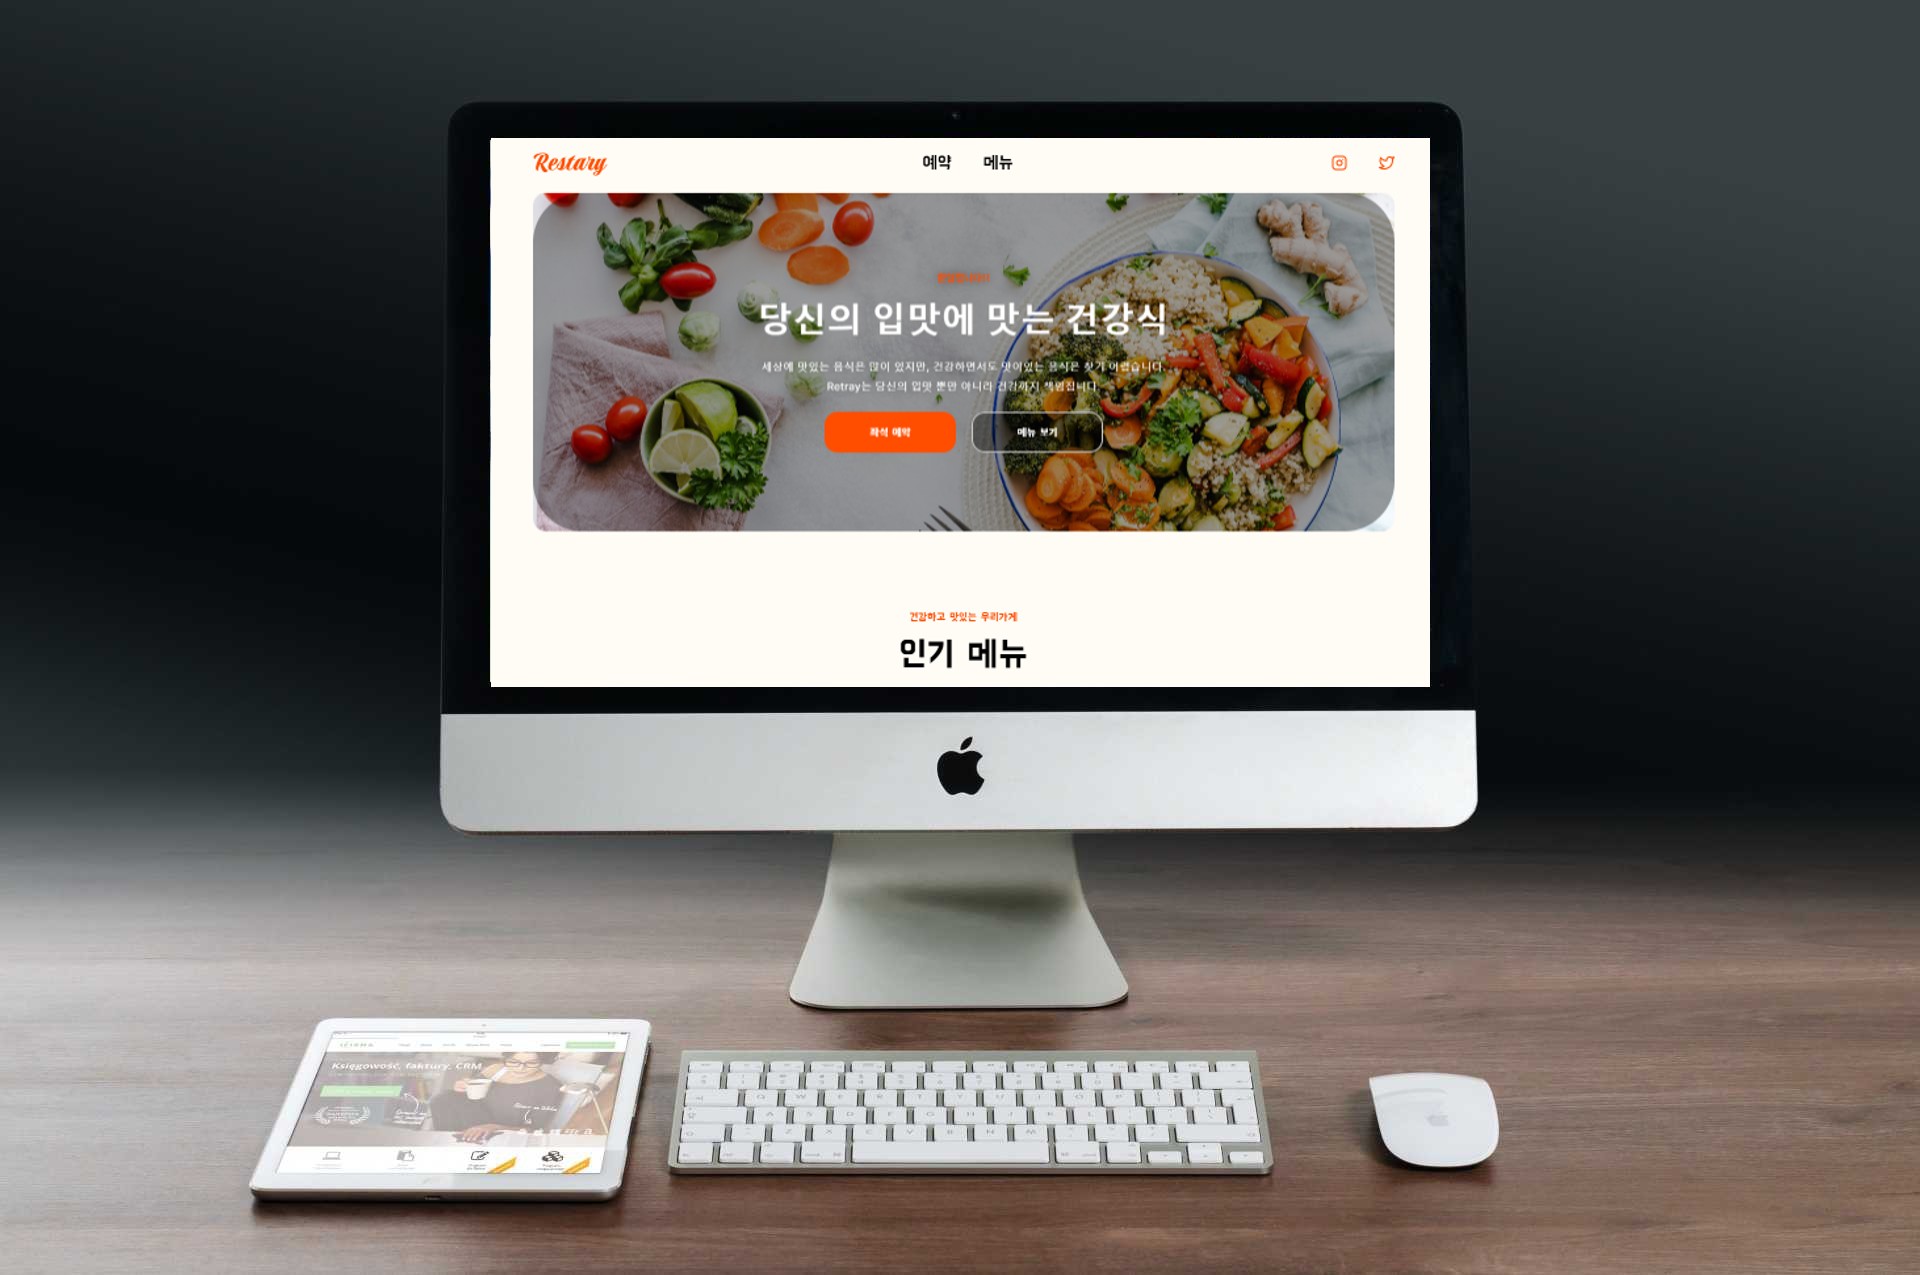 Restary
예약 메뉴
당신의 입맛에 맞는 건강식
세상에 맛있는 음식은 많이 있지만, 건강하면서도 맛이있는 음식은 찾기 어렵습니다.
Retray는 당신의 입맛 뿐만 아니라 건강까지 책임집니다.
좌석 예약
메뉴 보기
건강하고 맛있는 우리가게
인기 메뉴
Księgowość, faktury, CRM
Q W E R T Y U I O P
A S D F G H J K L
Z X C V B N M